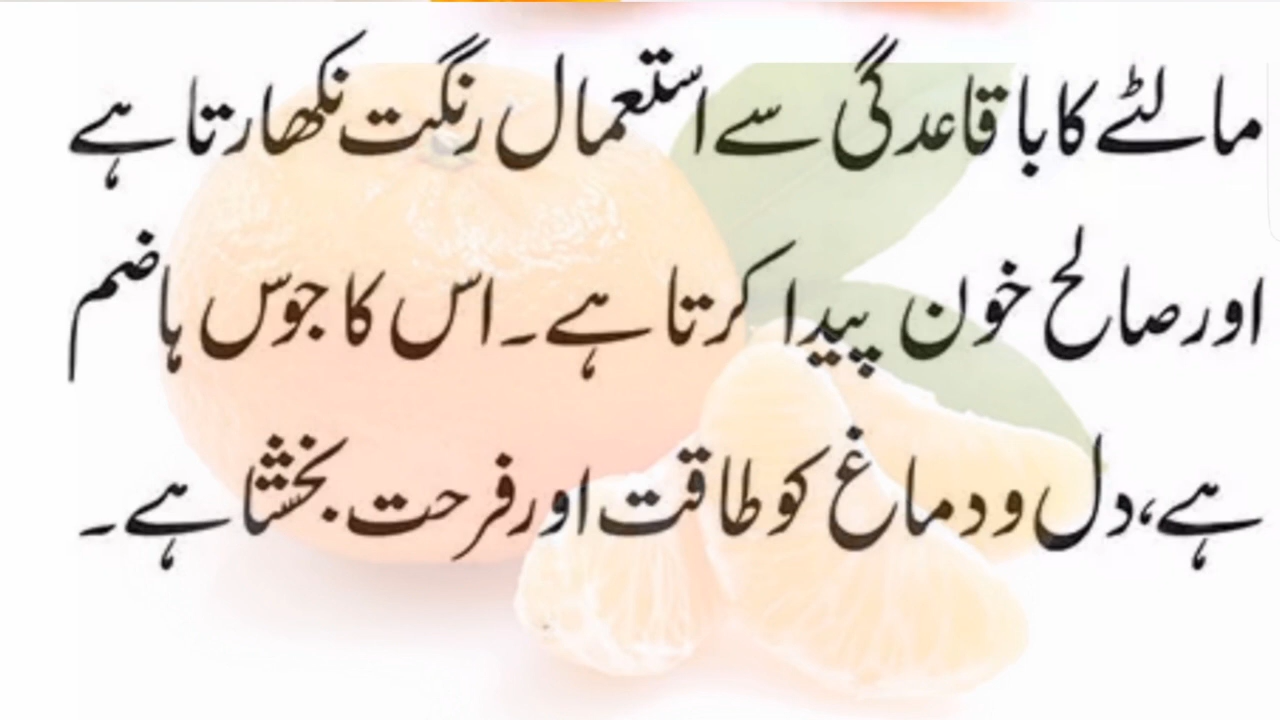 مالٹے کا باقاعدگی سے استعمال رنگت نکھارتا ہے
اور صالح خون پیدا کرتا ہے۔ اس کا جوس ہاضم
ہے، دل و دماغ کو طاقت اور فرحت بخشتا ہے۔